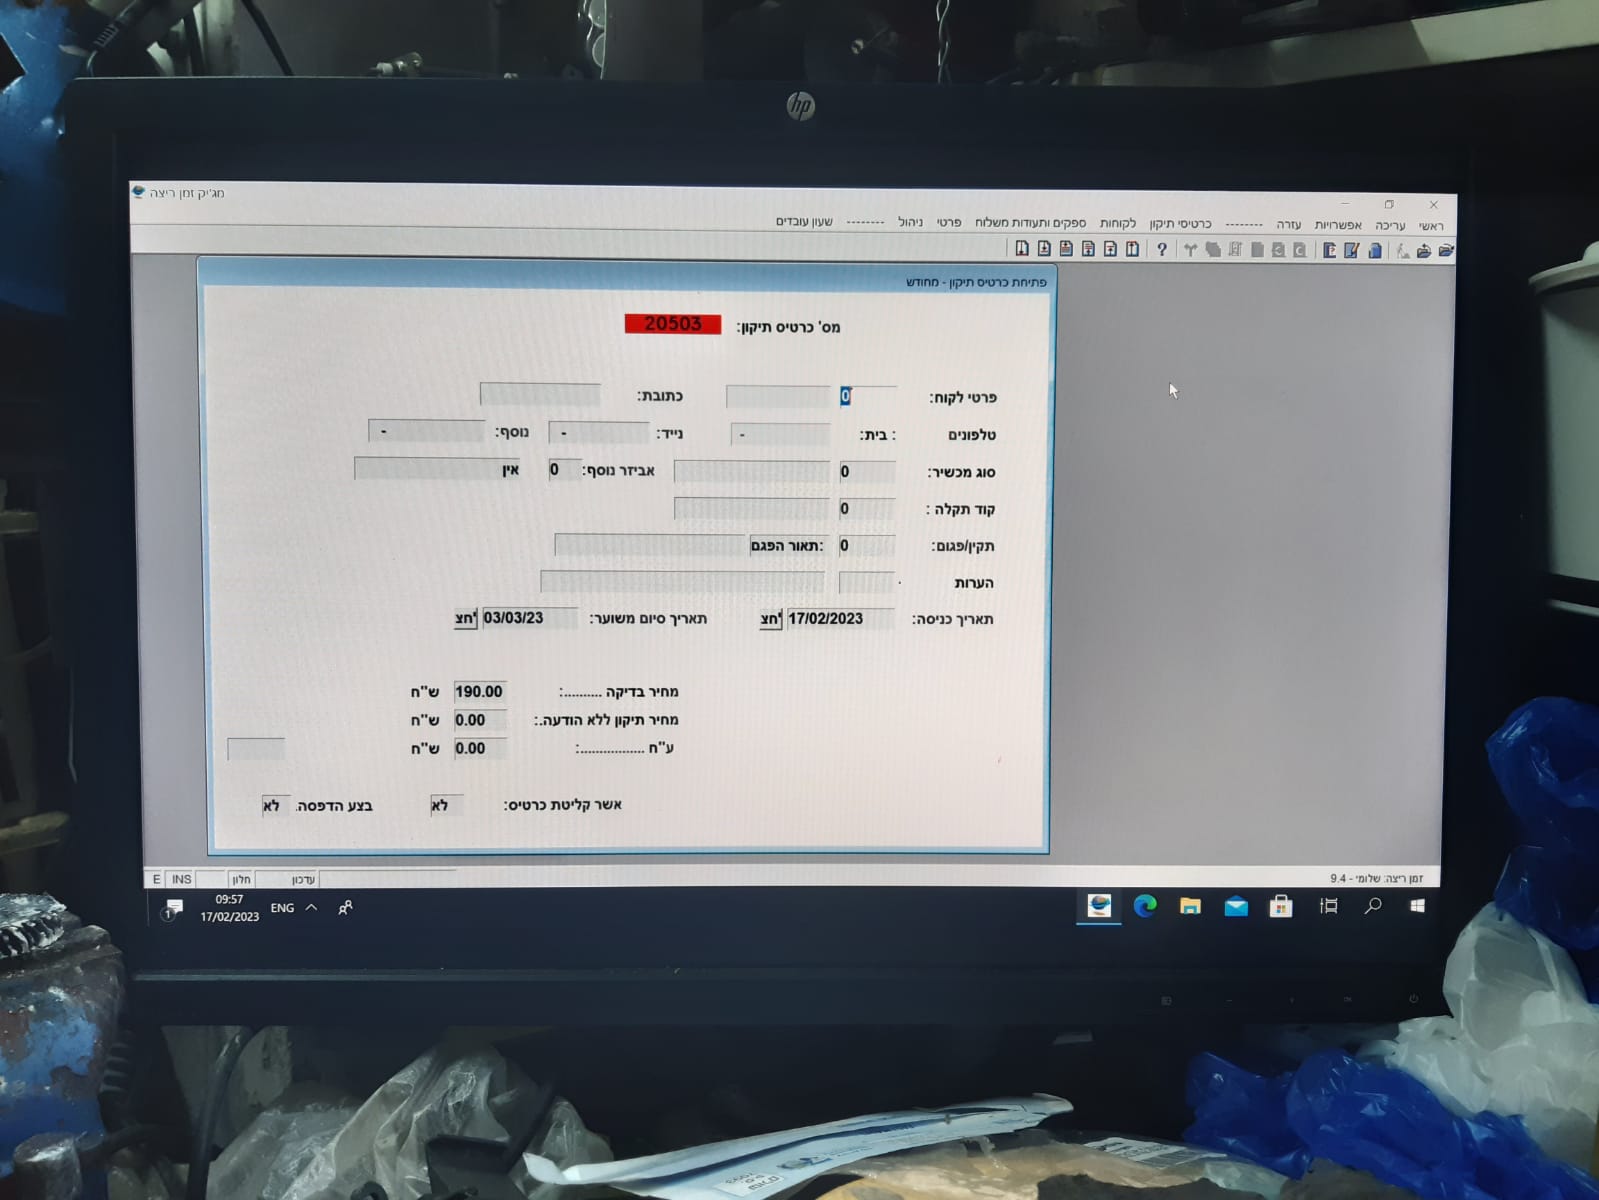 hp
מג'יק זמן ריצה
ראשי עריכה אפשרויות עזרה -------- כרטיסי תיקון לקוחות ספקים ותעודות משלוח פרטי ניהול -------- שעון עובדים
פתיחת כרטיס תיקון - מחודש
מס' כרטיס תיקון: 20503
פרטי לקוח: 0 כתובת:
טלפונים : בית: - נייד: - נוסף: -
סוג מכשיר: 0 אביזר נוסף: 0 אין
קוד תקלה : 0
תקין/פגום: 0 תאור הפגם:
הערות
תאריך כניסה: 17/02/2023 לחצ תאריך סיום משוער: 03/03/23 לחצ
מחיר בדיקה ..........: 190.00 ש"ח
מחיר תיקון ללא הודעה.: 0.00 ש"ח
ע"ח .................: 0.00 ש"ח
אשר קליטת כרטיס: לא בצע הדפסה. לא
זמן ריצה: שלומי - 9.4 עדכון חלון INS E
09:57
ENG
17/02/2023
1